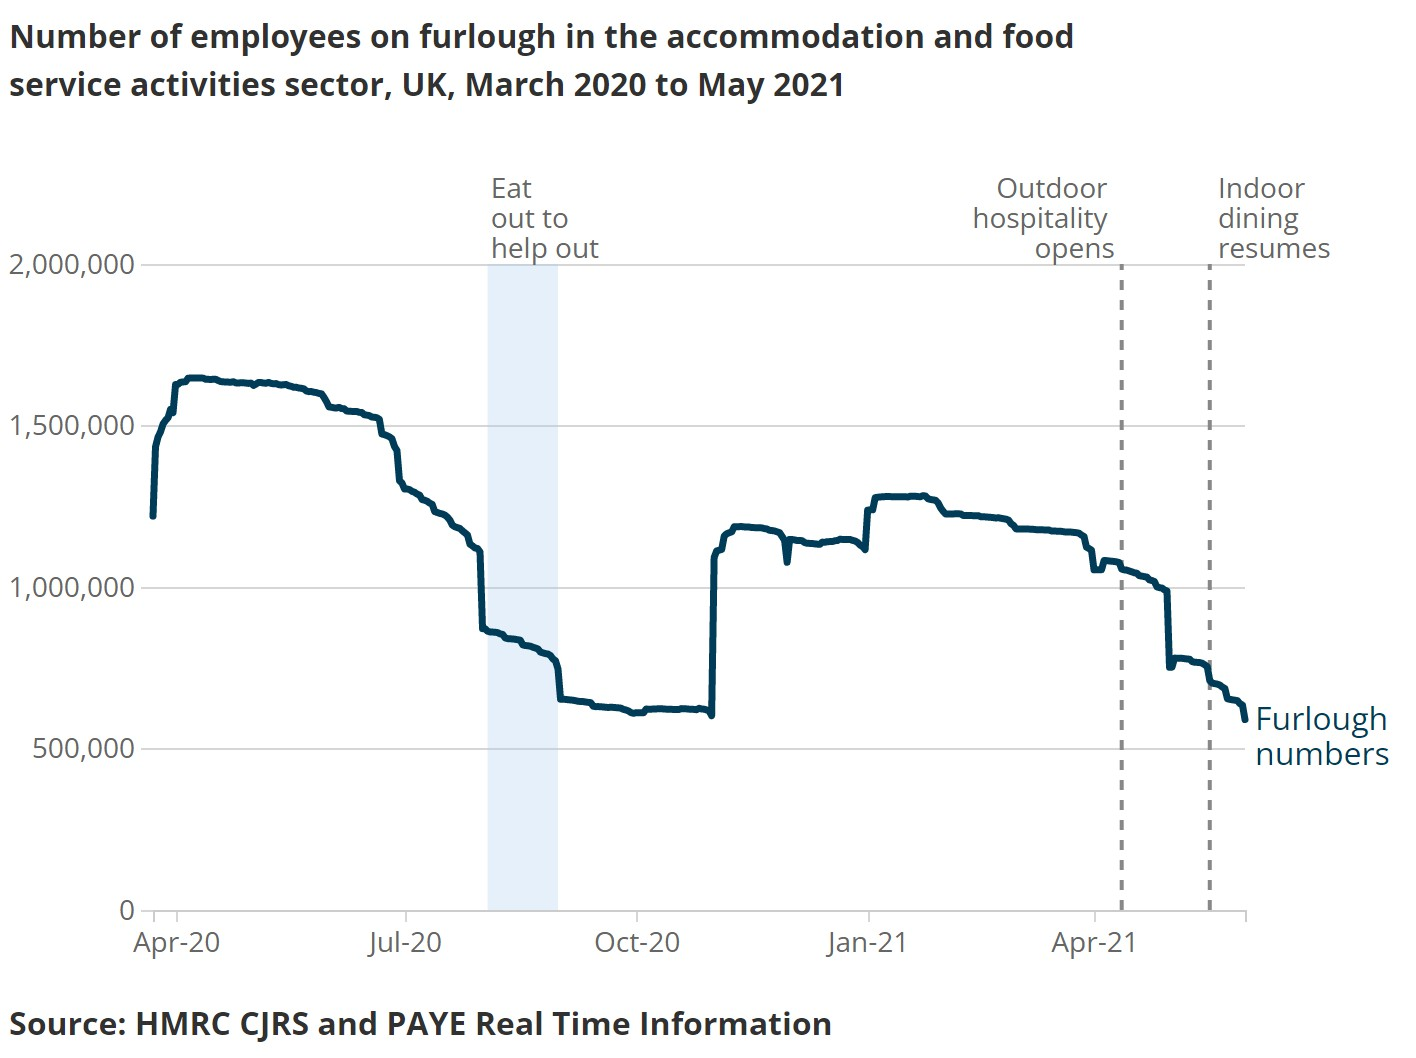 Number of employees on furlough in the accommodation and food
service activities sector, UK, March 2020 to May 2021
Eat
out to
help out
Outdoor
hospitality
opens
Indoor
dining
resumes
2,000,000
1,500,000
1,000,000
500,000
0
Furlough
numbers
Apr-20
Jul-20
Oct-20
Jan-21
Apr-21
Source: HMRC CJRS and PAYE Real Time Information